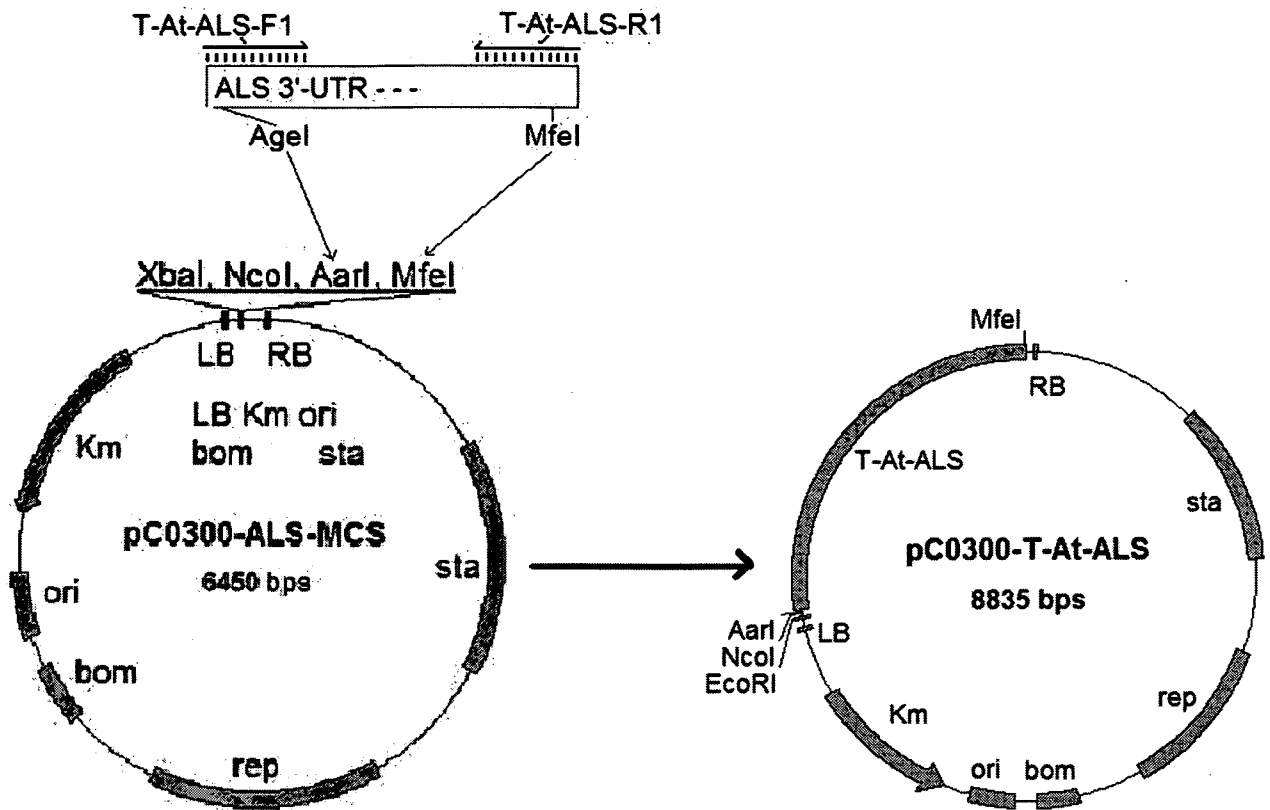 T-At-ALS-F1 T-At-ALS-R1
ALS 3'-UTR ---
AgeI MfeI
XbaI, NcoI, AarI, MfeI
LB RB
LB Km ori
bom sta
Km
pC0300-ALS-MCS
6450 bps
sta
ori
bom
rep
MfeI
RB
T-At-ALS
sta
pC0300-T-At-ALS
8835 bps
AarI
LB
NcoI
EcoRI
Km
rep
ori bom